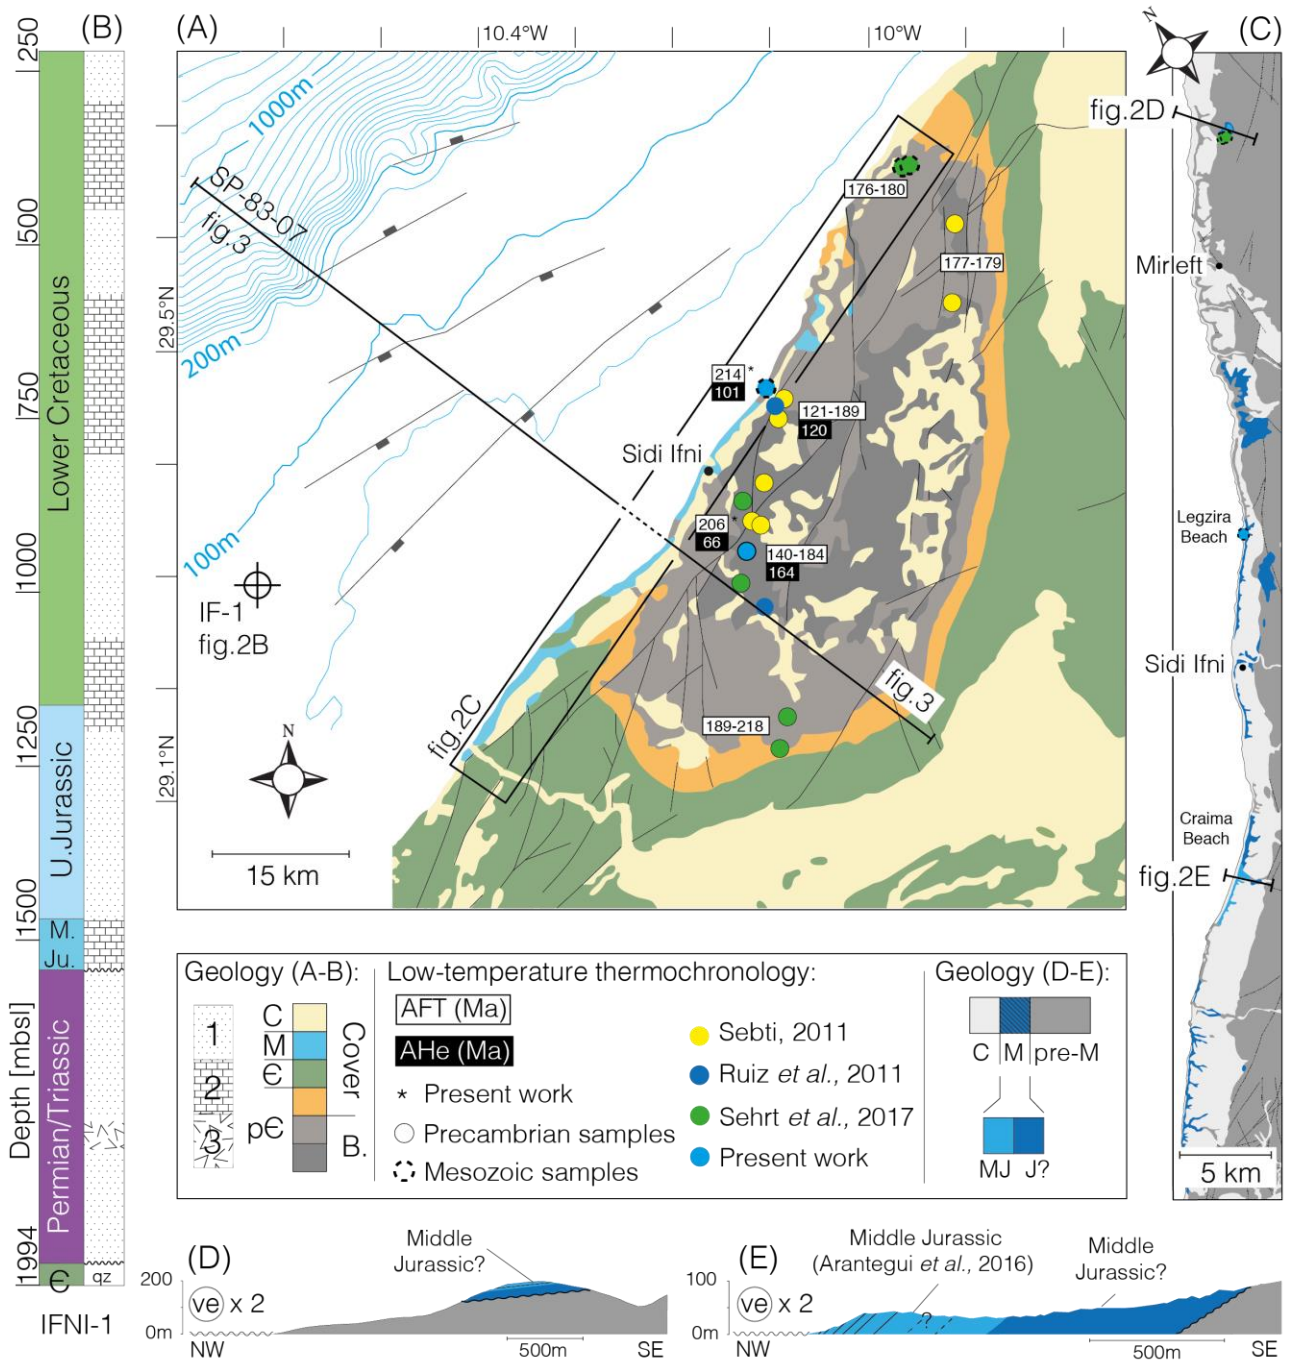 (B)
250
500
750
1000
1250
1500
1994
Depth [mbsl]
Lower Cretaceous
U.Jurassic
M.
Ju.
Permian/Triassic
Є
qz
IFNI-1
(A)
10.4°W
10°W
29.5°N
29.1°N
1000m
200m
100m
SP-83-07
fig.3
IF-1
fig.2B
176-180
177-179
214 *
101
121-189
120
Sidi Ifni
206 *
66
140-184
164
189-218
fig.3
fig.2C
N
15 km
(C)
N
fig.2D
Mirleft
Legzira
Beach
Sidi Ifni
Craima
Beach
fig.2E
5 km
Geology (A-B):
1
2
3
C
M
Є
pЄ
Cover
B.
Low-temperature thermochronology:
AFT (Ma)
AHe (Ma)
* Present work
Precambrian samples
Mesozoic samples
Sebti, 2011
Ruiz et al., 2011
Sehrt et al., 2017
Present work
Geology (D-E):
C M pre-M
MJ J?
(D)
Middle
Jurassic?
200
ve x 2
0m
NW
500m
SE
(E)
Middle Jurassic
(Arantegui et al., 2016)
Middle
Jurassic?
100
ve x 2
?
0m
NW
500m
SE